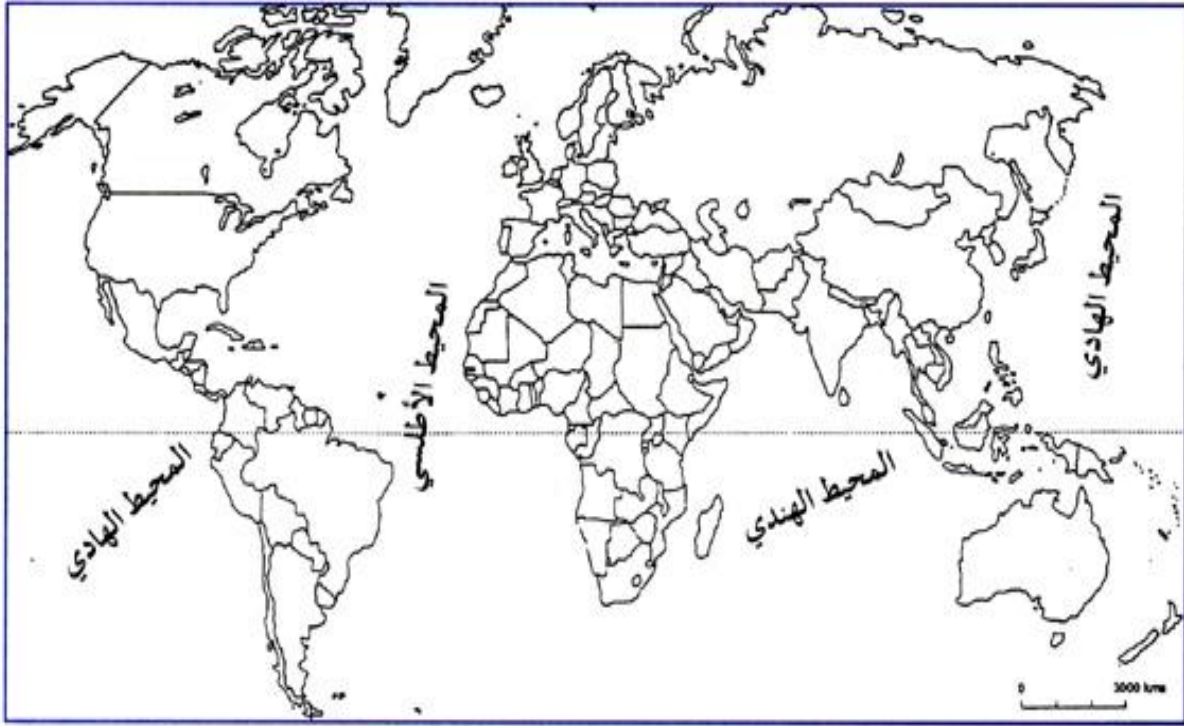 المحيط الهادي
المحيط الأطلسي
المحيط الهندي
المحيط الهادي
0 3000 kms